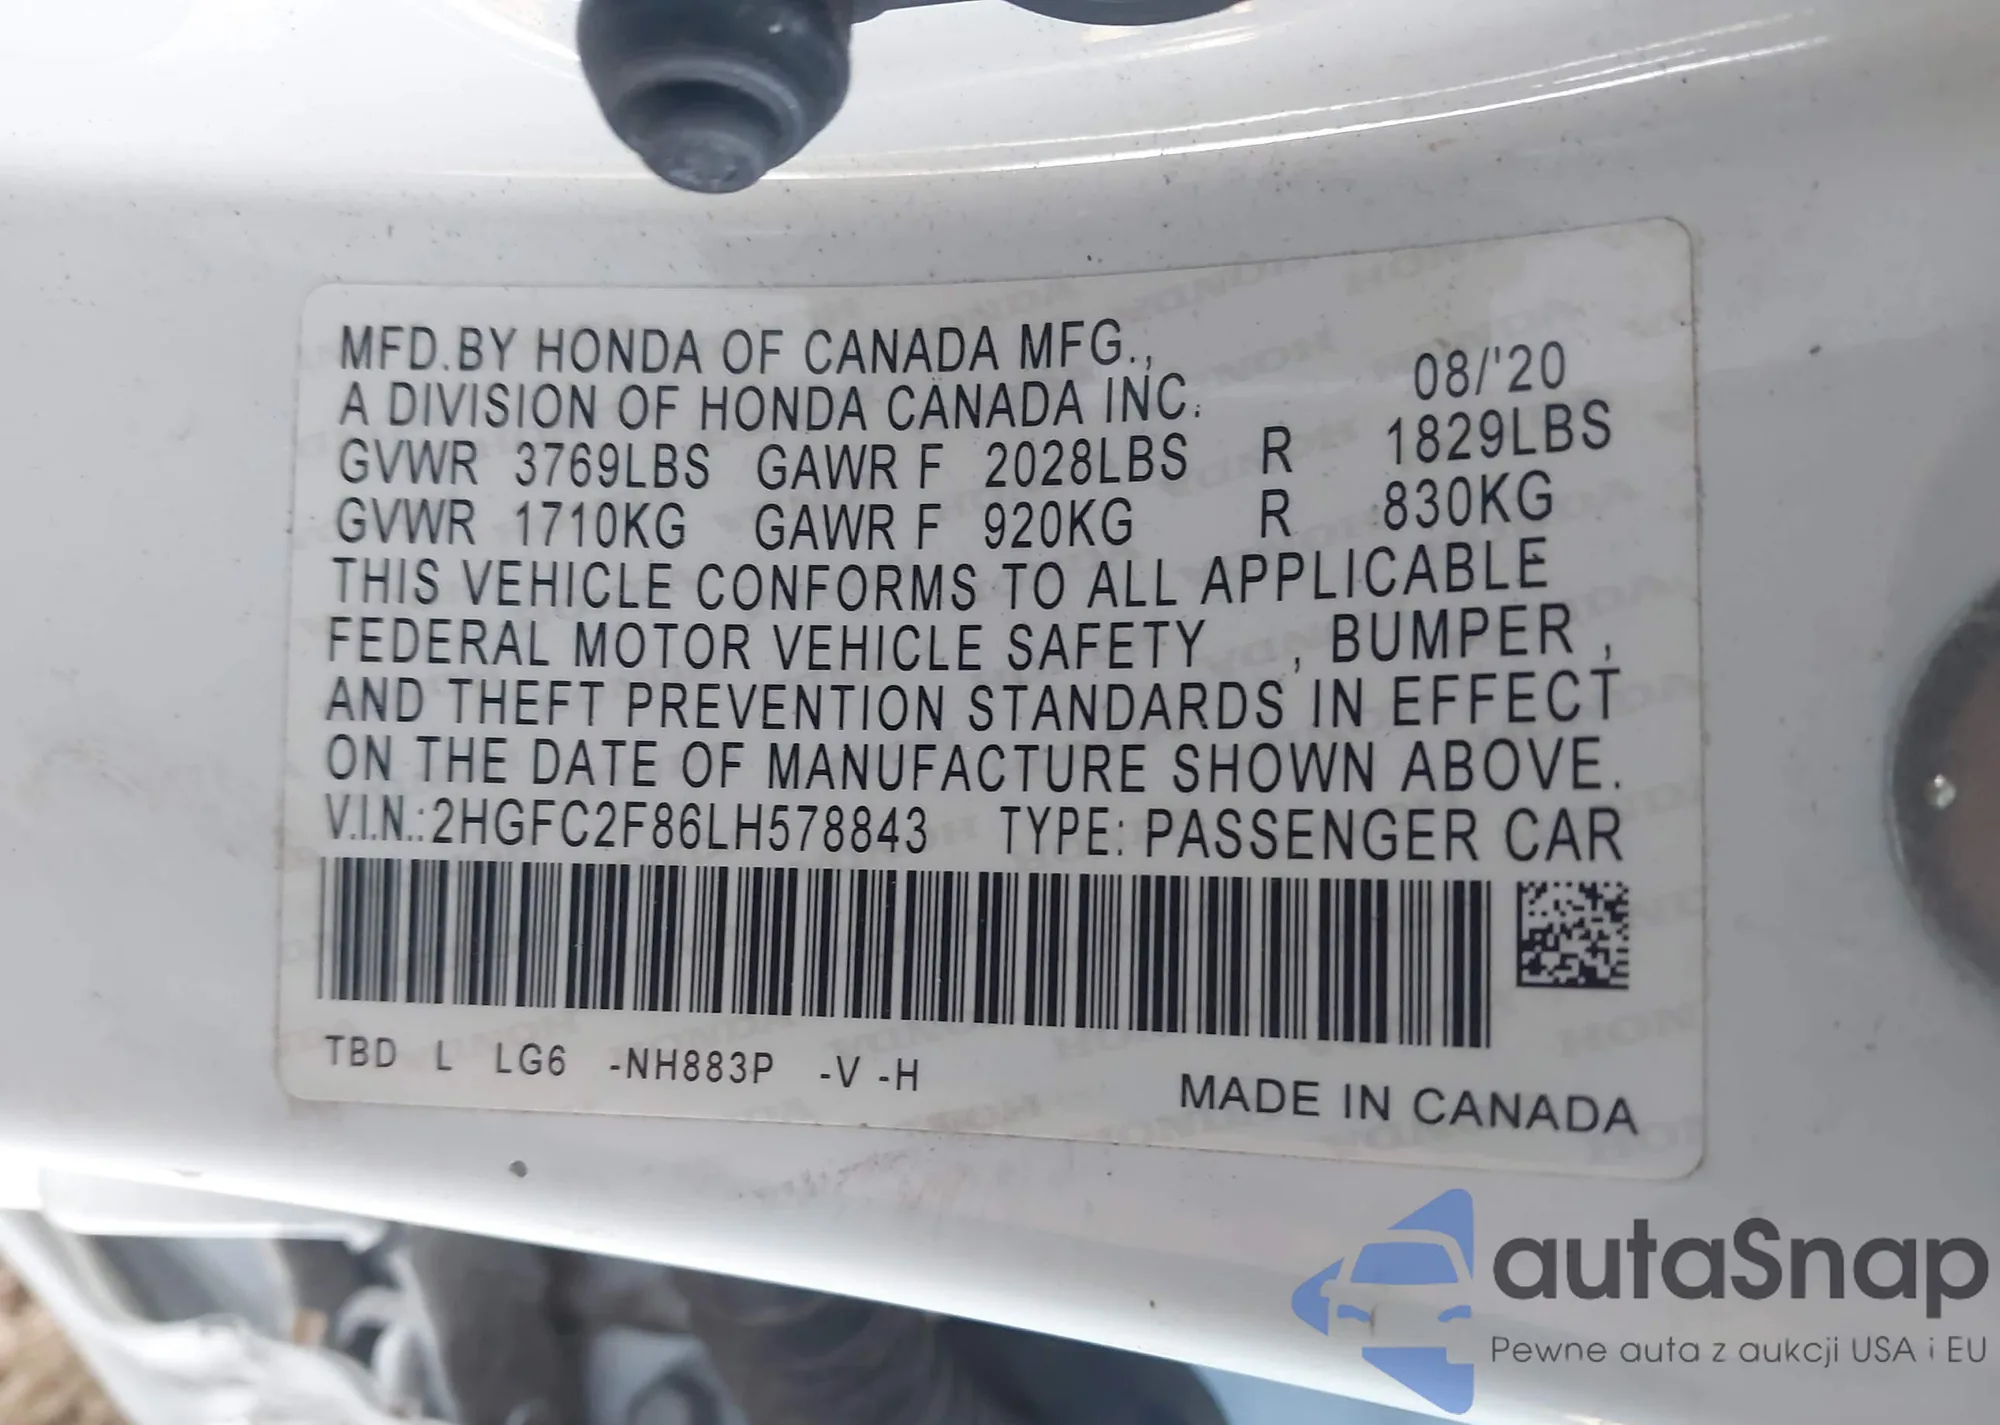 MFD.BY HONDA OF CANADA MFG.,
A DIVISION OF HONDA CANADA INC. 08/'20
GVWR 3769LBS GAWR F 2028LBS R 1829LBS
GVWR 1710KG GAWR F 920KG R 830KG
THIS VEHICLE CONFORMS TO ALL APPLICABLE
FEDERAL MOTOR VEHICLE SAFETY , BUMPER ,
AND THEFT PREVENTION STANDARDS IN EFFECT
ON THE DATE OF MANUFACTURE SHOWN ABOVE.
V.I.N.:2HGFC2F86LH578843 TYPE: PASSENGER CAR
TBD L LG6 -NH883P -V -H
MADE IN CANADA
autaSnap
Pewne auta z aukcji USA i EU